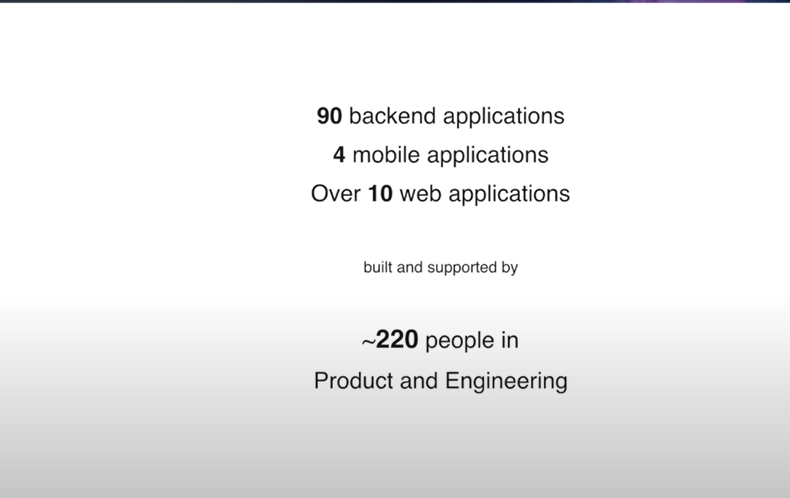 90 backend applications
4 mobile applications
Over 10 web applications
built and supported by
~220 people in
Product and Engineering